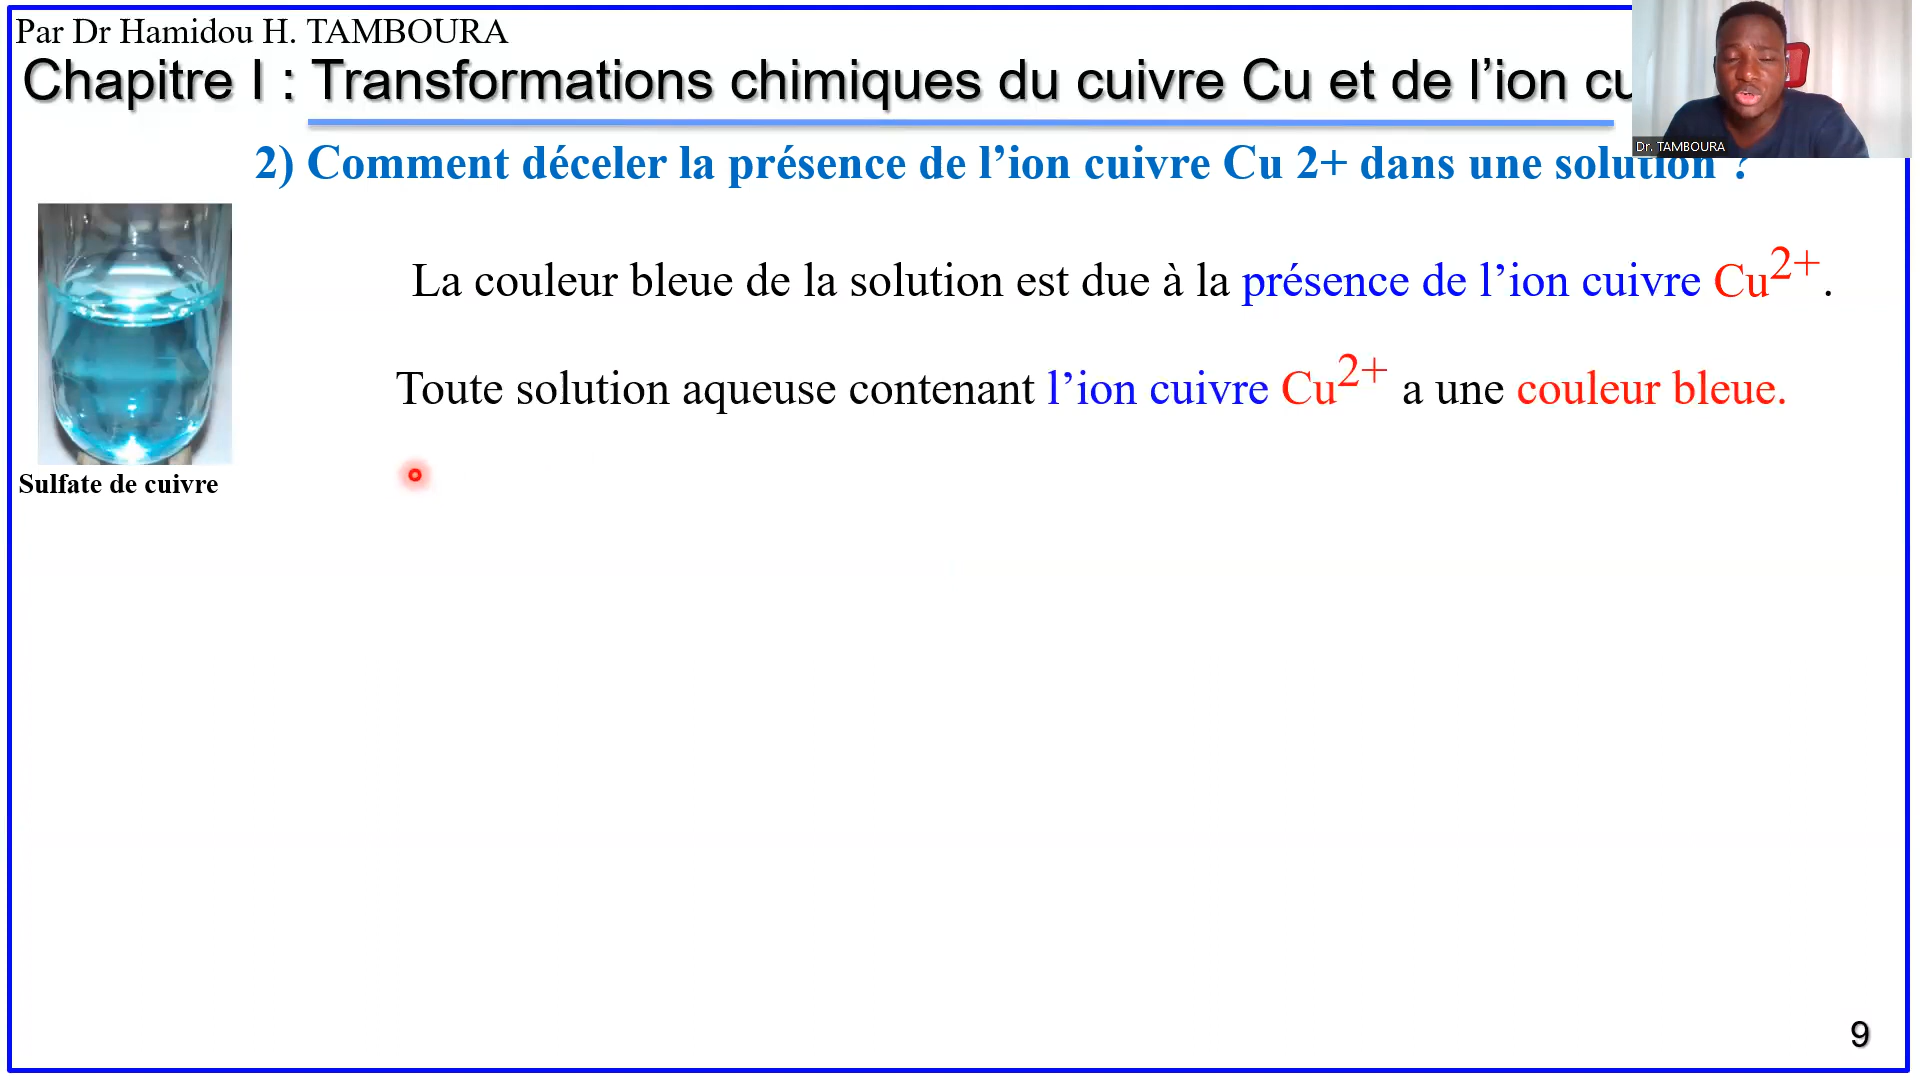 Par Dr Hamidou H. TAMBOURA
Chapitre I : Transformations chimiques du cuivre Cu et de l’ion
Dr. TAMBOURA
2) Comment déceler la présence de l’ion cuivre Cu 2+ dans une solution ?
La couleur bleue de la solution est due à la présence de l’ion cuivre Cu²⁺.
Toute solution aqueuse contenant l’ion cuivre Cu²⁺ a une couleur bleue.
Sulfate de cuivre
9